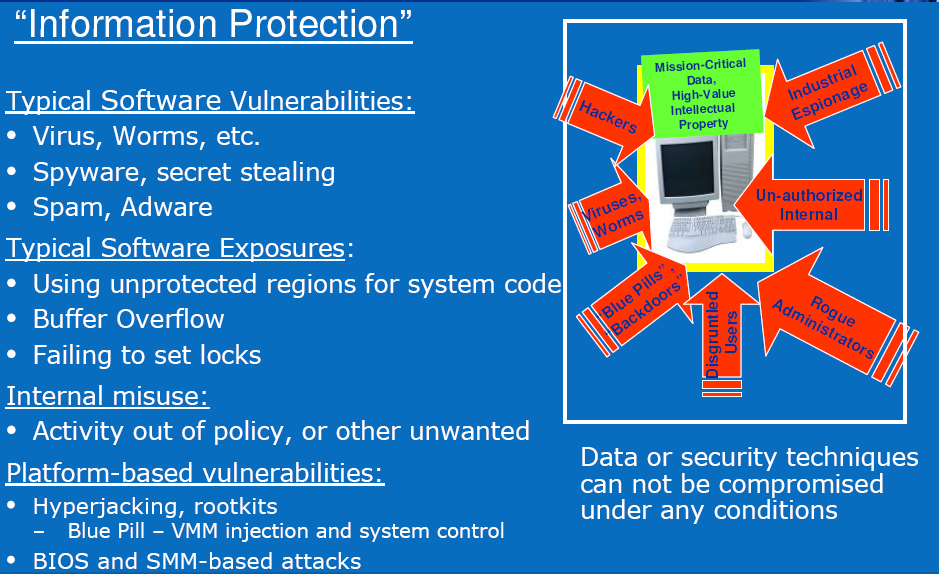 “Information Protection”
Typical Software Vulnerabilities:
• Virus, Worms, etc.
• Spyware, secret stealing
• Spam, Adware
Typical Software Exposures:
• Using unprotected regions for system code
• Buffer Overflow
• Failing to set locks
Internal misuse:
• Activity out of policy, or other unwanted
Platform-based vulnerabilities:
• Hyperjacking, rootkits
– Blue Pill – VMM injection and system control
• BIOS and SMM-based attacks
Mission-Critical
Data,
High-Value
Intellectual
Property
Hackers
Industrial
Espionage
Viruses,
Worms
Un-authorized
Internal
Blue Pills”,
“Backdoors”
Disgruntled
Users
Rogue
Administrators
Data or security techniques
can not be compromised
under any conditions